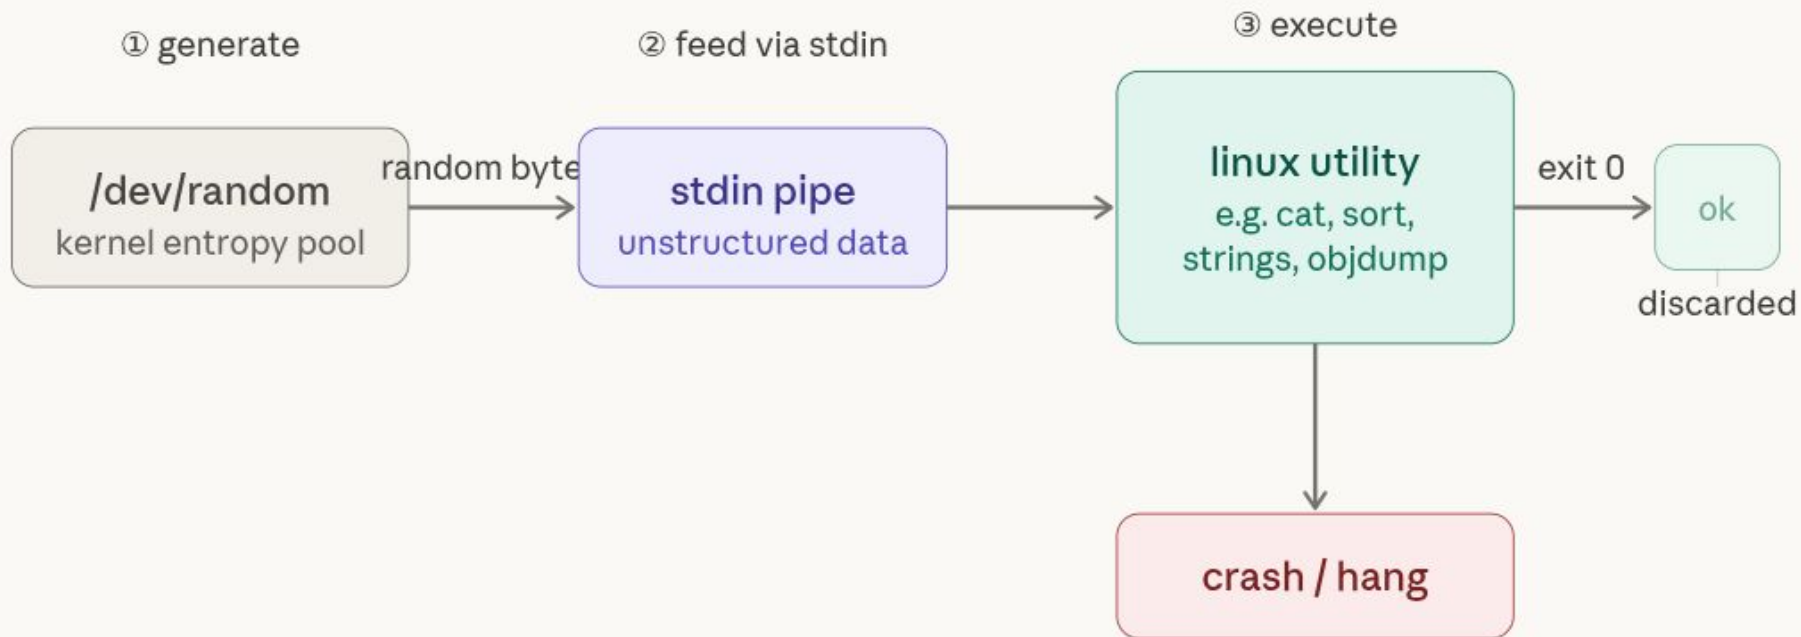 ① generate
② feed via stdin
③ execute
/dev/random
kernel entropy pool
random byte
stdin pipe
unstructured data
linux utility
e.g. cat, sort,
strings, objdump
exit 0
ok
discarded
crash / hang